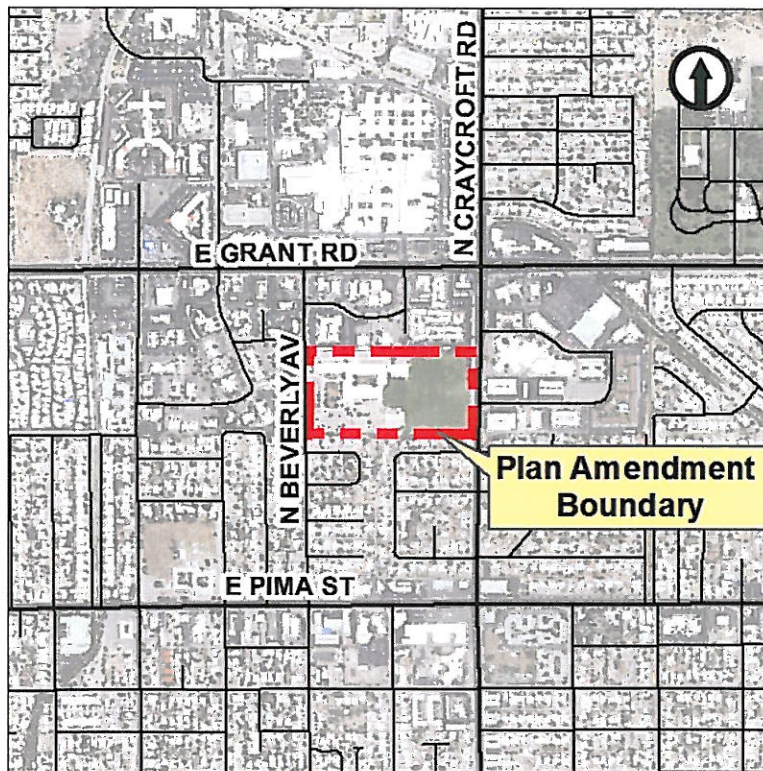 N CRAYCROFT RD
E GRANT RD
N BEVERLY AV
Plan Amendment
Boundary
E PIMA ST